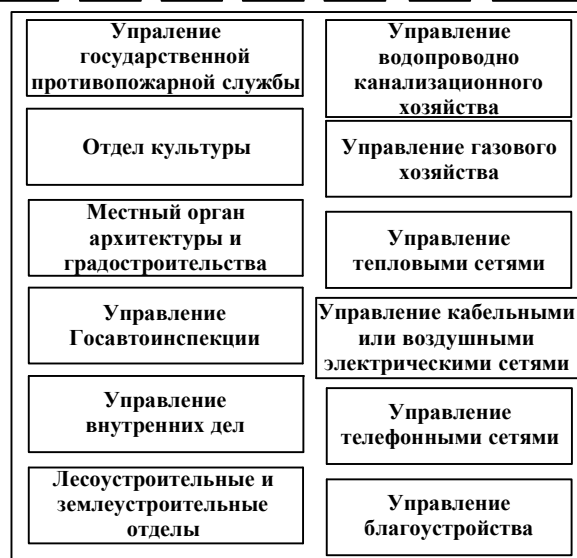 Упраление
государственной
противопожарной службы
Отдел культуры
Местный орган
архитектуры и
градостроительства
Управление
Госавтоинспекции
Управление
внутренних дел
Лесоустроительные и
землеустроительные
отделы
Управление
водопроводно
канализационного
хозяйства
Управление газового
хозяйства
Управление
тепловыми сетями
Управление кабельными
или воздушными
электрическими сетями
Управление
телефонными сетями
Управление
благоустройства